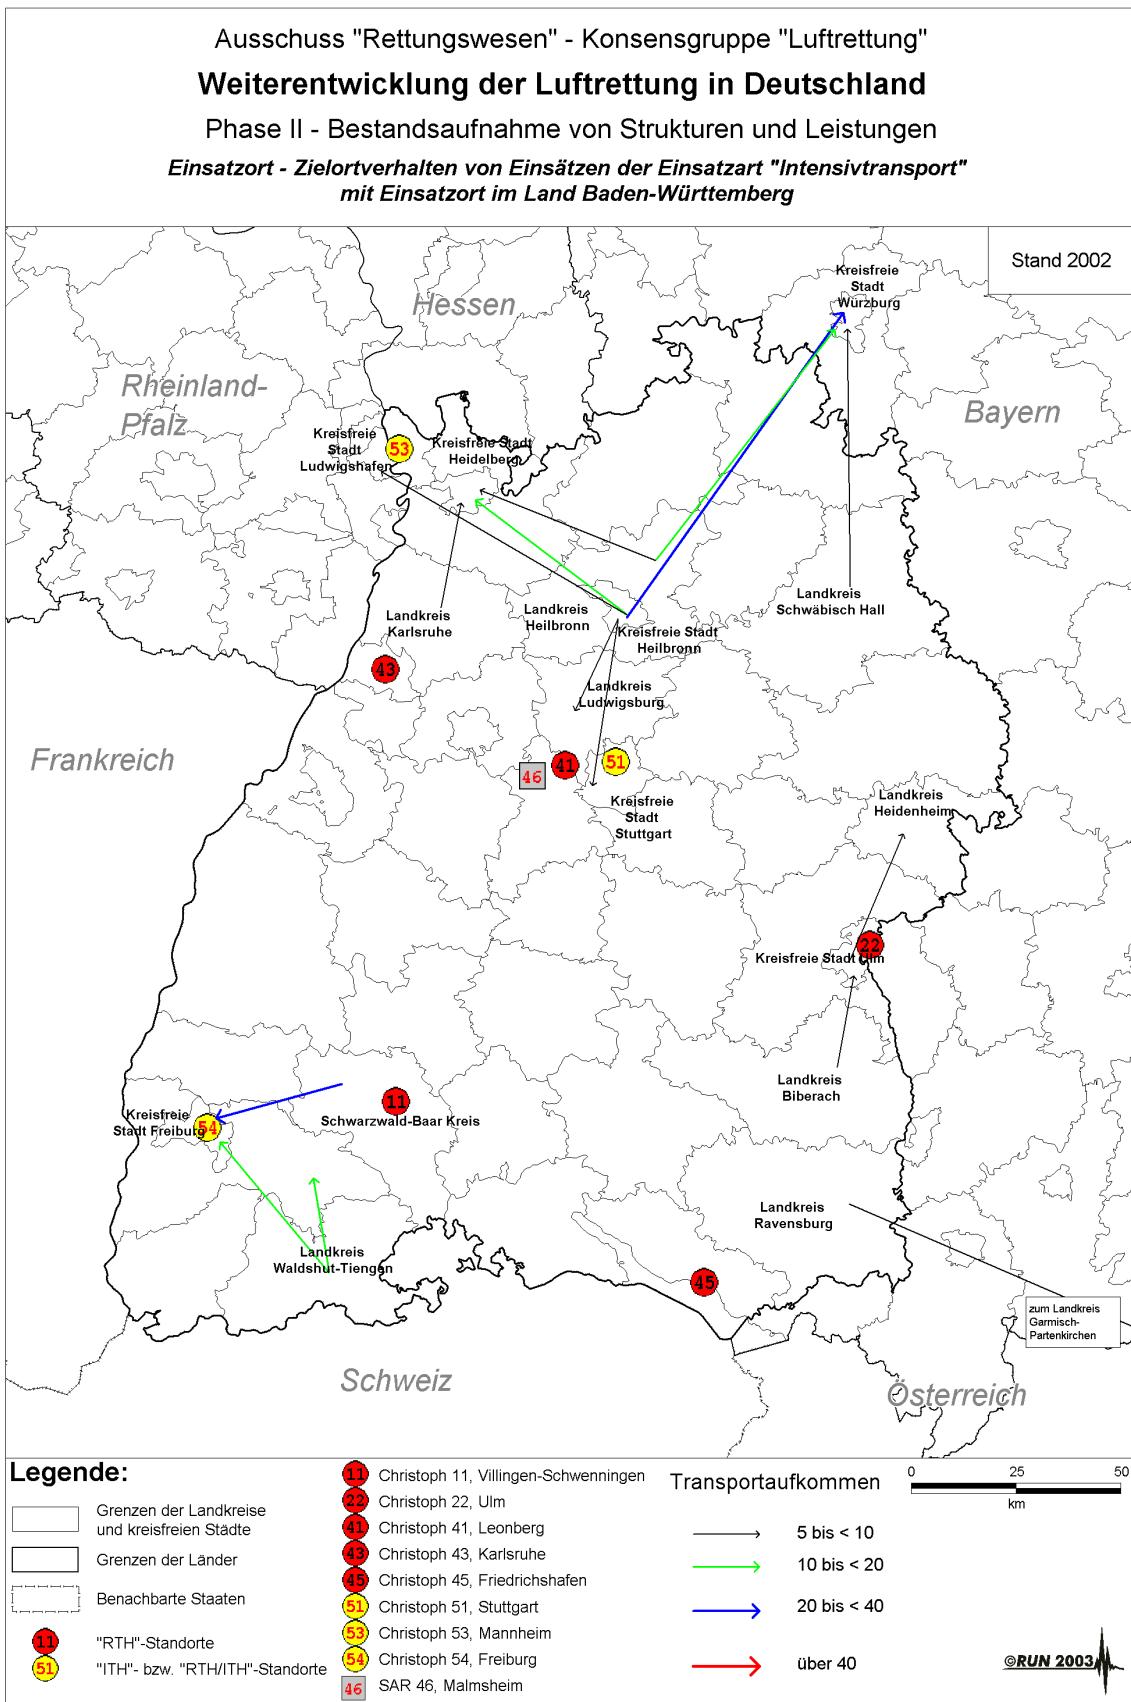 Ausschuss "Rettungswesen" - Konsensgruppe "Luftrettung"
Weiterentwicklung der Luftrettung in Deutschland
Phase II - Bestandsaufnahme von Strukturen und Leistungen
Einsatzort - Zielortverhalten von Einsätzen der Einsatzart "Intensivtransport"
mit Einsatzort im Land Baden-Württemberg
Stand 2002
Kreisfreie
Stadt
Würzburg
Hessen
Rheinland-
Pfalz
Bayern
Kreisfreie
Stadt
Ludwigshafen
53
Kreisfreie Stadt
Heidelberg
Landkreis
Schwäbisch Hall
Landkreis
Karlsruhe
Landkreis
Heilbronn
Kreisfreie Stadt
Heilbronn
43
Landkreis
Ludwigsburg
Frankreich
46
41
51
Kreisfreie
Stadt
Stuttgart
Landkreis
Heidenheim
22
Kreisfreie Stadt Ulm
Landkreis
Biberach
11
Schwarzwald-Baar Kreis
Kreisfreie
Stadt Freiburg
54
Landkreis
Ravensburg
Landkreis
Waldshut-Tiengen
45
zum Landkreis
Garmisch-
Partenkirchen
Schweiz
Österreich
Legende:
Grenzen der Landkreise
und kreisfreien Städte
Grenzen der Länder
Benachbarte Staaten
11 "RTH"-Standorte
51 "ITH"- bzw. "RTH/ITH"-Standorte
11 Christoph 11, Villingen-Schwenningen
22 Christoph 22, Ulm
41 Christoph 41, Leonberg
43 Christoph 43, Karlsruhe
45 Christoph 45, Friedrichshafen
51 Christoph 51, Stuttgart
53 Christoph 53, Mannheim
54 Christoph 54, Freiburg
46 SAR 46, Malmsheim
Transportaufkommen
5 bis < 10
10 bis < 20
20 bis < 40
über 40
0 25 50
km
©RUN 2003